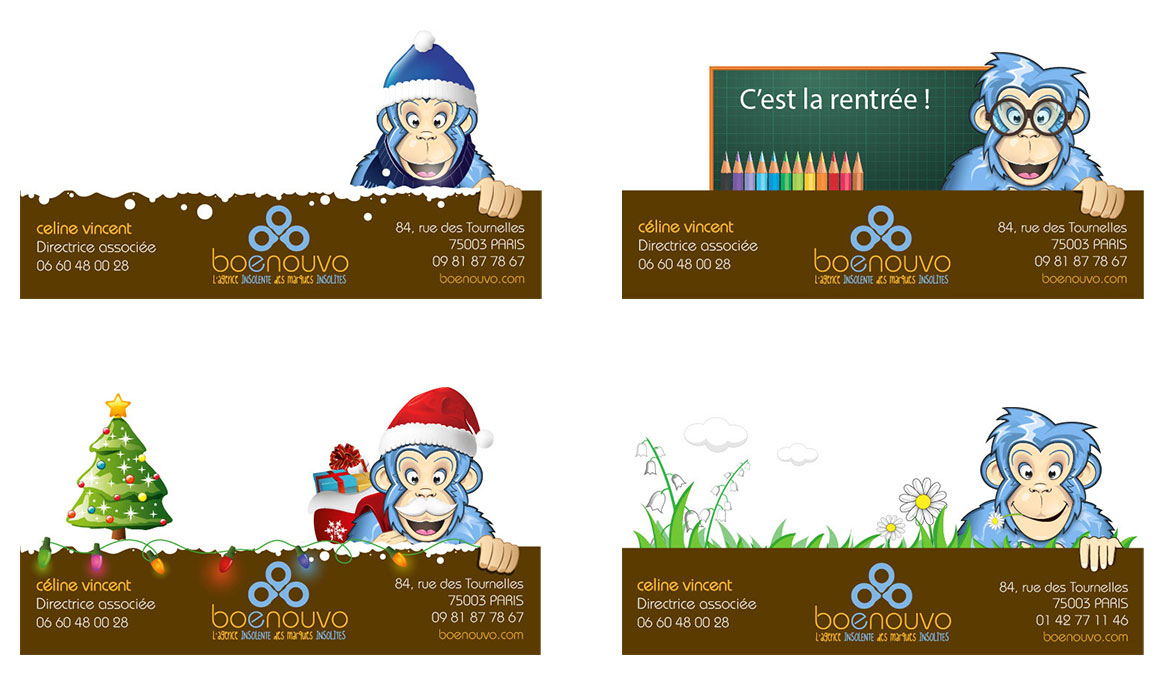 celine vincent
Directrice associée
06 60 48 00 28
boenouvo
L'agence INSOLENTE des marques INSOLITES
84, rue des Tournelles
75003 PARIS
09 81 87 78 67
boenouvo.com
C'est la rentrée !
céline vincent
Directrice associée
06 60 48 00 28
boenouvo
L'agence INSOLENTE des marques INSOLITES
84, rue des Tournelles
75003 PARIS
09 81 87 78 67
boenouvo.com
céline vincent
Directrice associée
06 60 48 00 28
boenouvo
L'agence INSOLENTE des marques INSOLITES
84, rue des Tournelles
75003 PARIS
09 81 87 78 67
boenouvo.com
céline vincent
Directrice associée
06 60 48 00 28
boenouvo
L'agence INSOLENTE des marques INSOLITES
84, rue des Tournelles
75003 PARIS
01 42 77 11 46
boenouvo.com